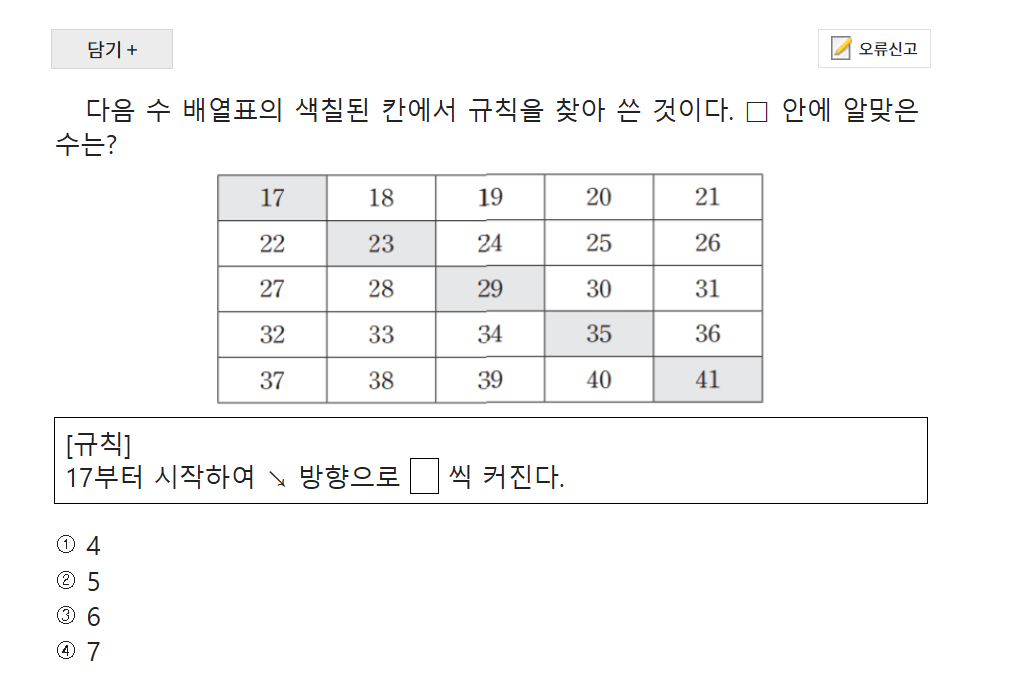 담기 +
오류신고
다음 수 배열표의 색칠된 칸에서 규칙을 찾아 쓴 것이다. □ 안에 알맞은
수는?
17 18 19 20 21
22 23 24 25 26
27 28 29 30 31
32 33 34 35 36
37 38 39 40 41
[규칙]
17부터 시작하여 ↘ 방향으로 □ 씩 커진다.
① 4
② 5
③ 6
④ 7